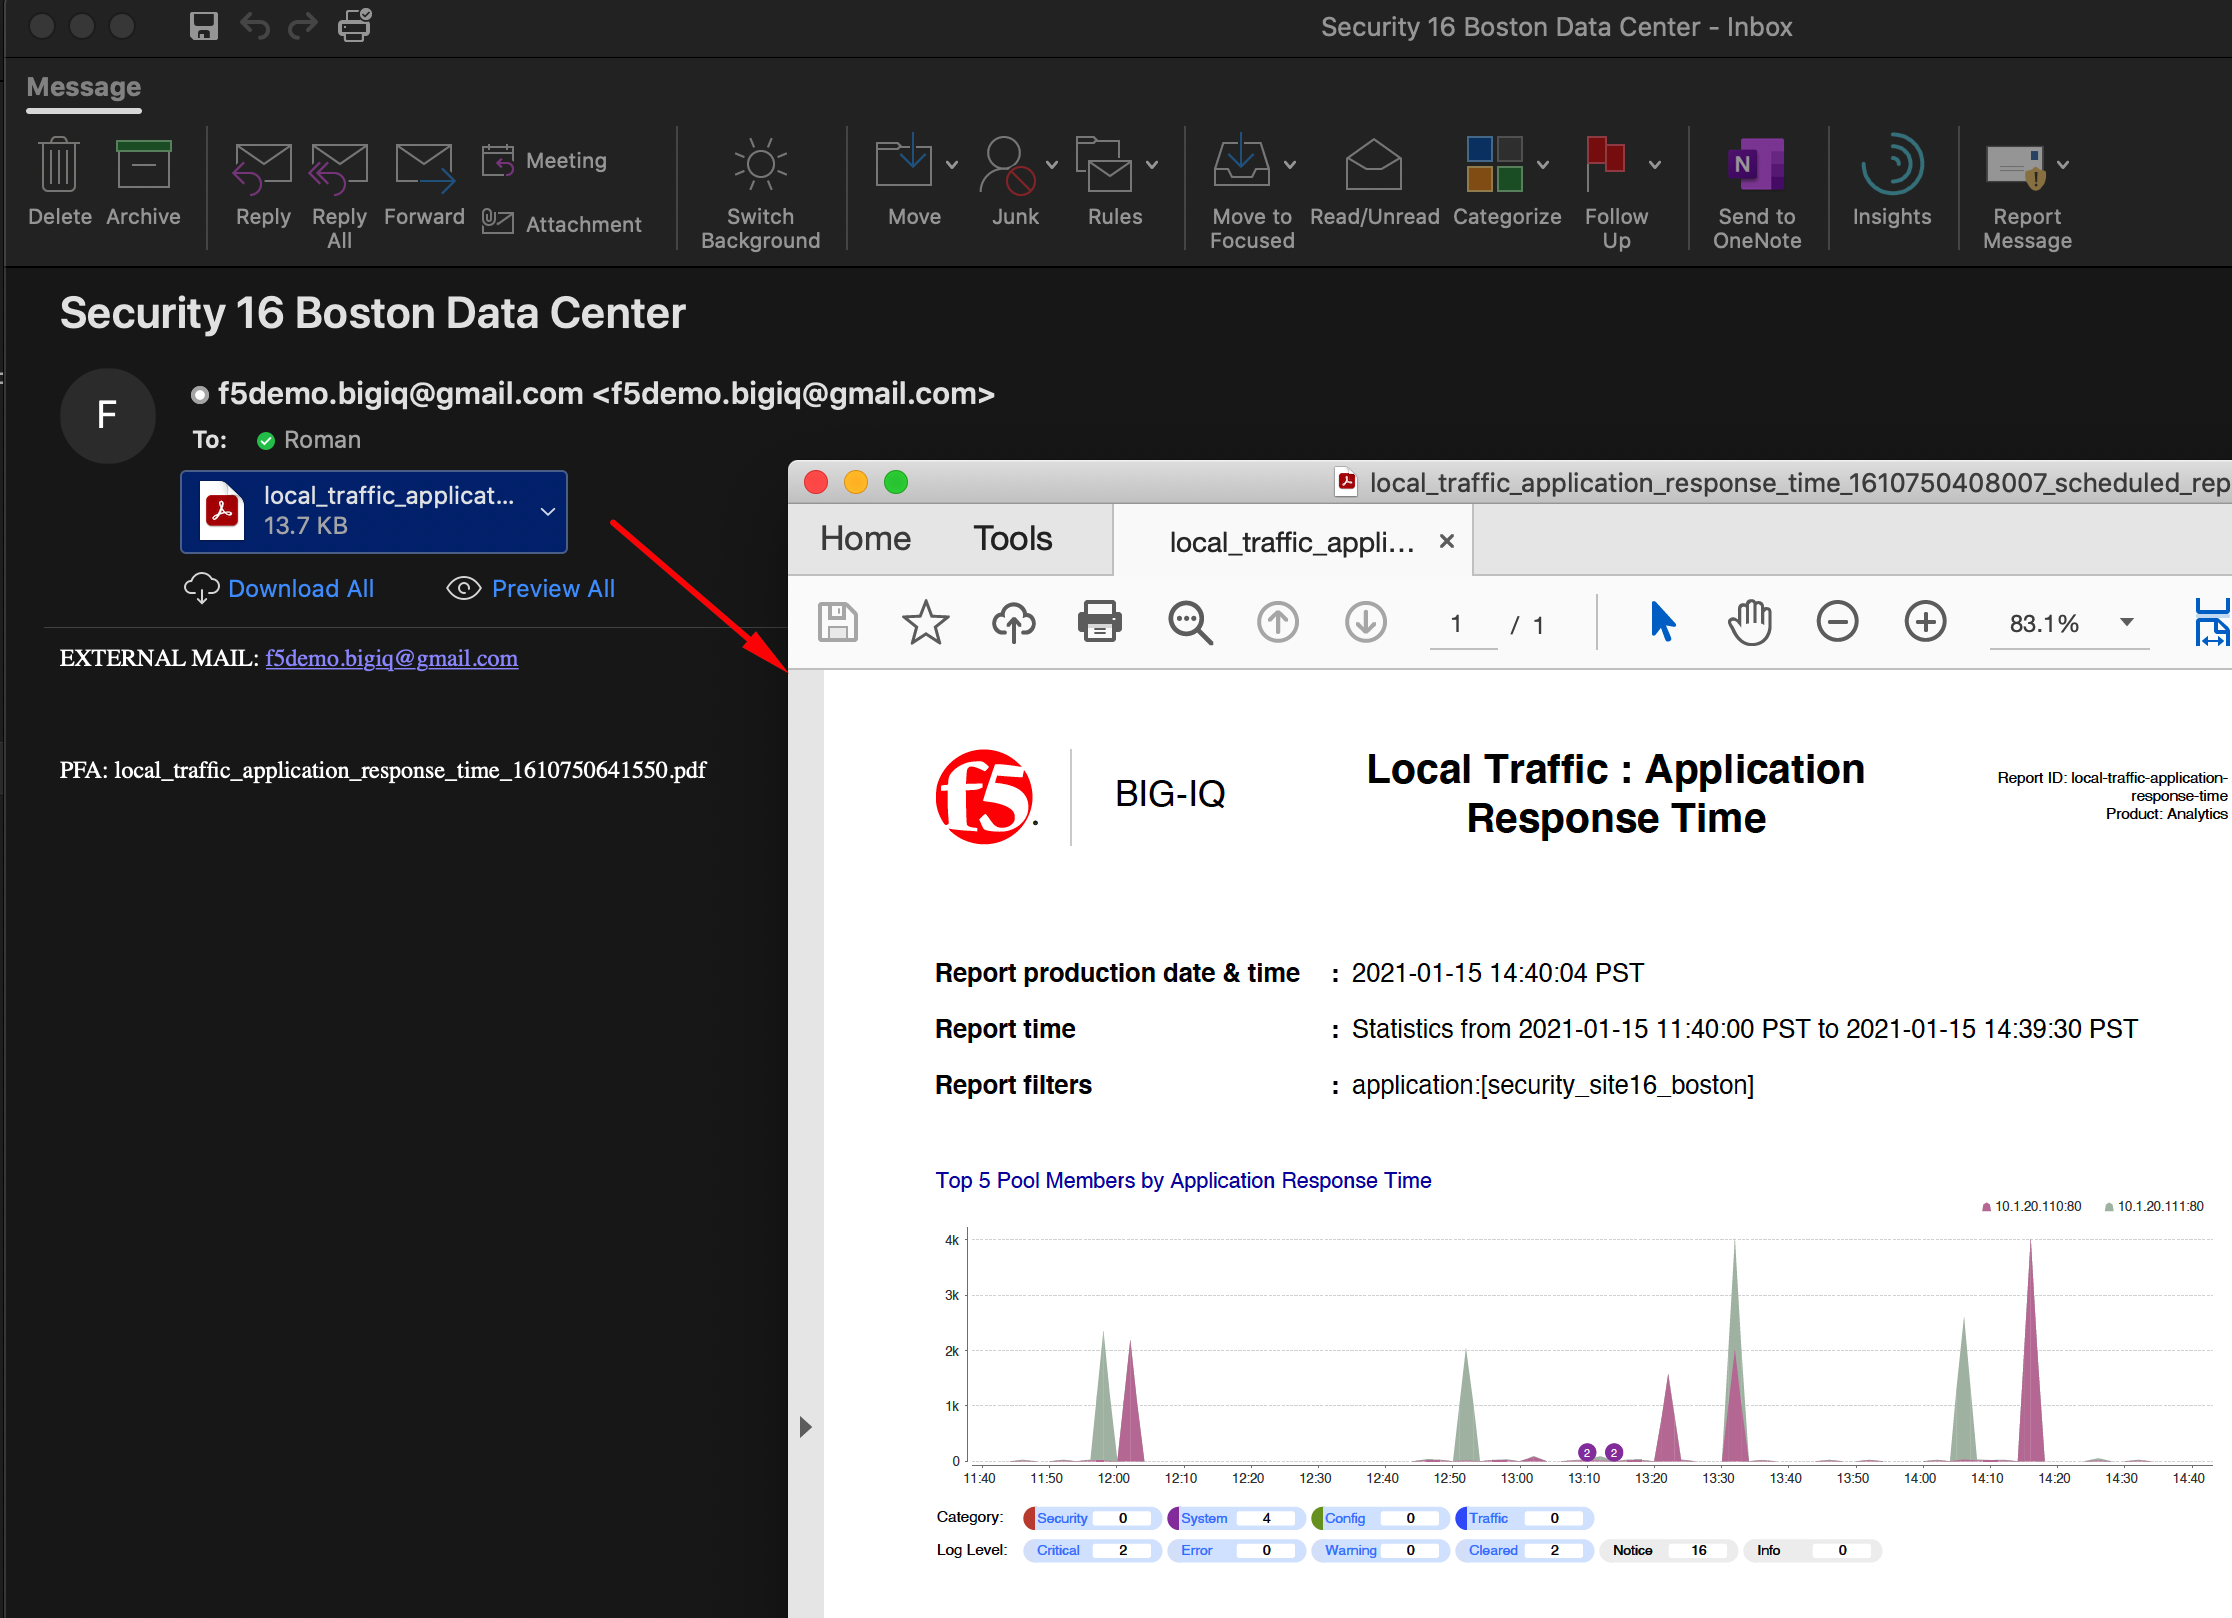 Security 16 Boston Data Center - Inbox
Message
Delete
Archive
Reply
Reply All
Forward
Meeting
Attachment
Switch Background
Move
Junk
Rules
Move to Focused
Read/Unread
Categorize
Follow Up
N
Send to OneNote
Insights
Report Message
Security 16 Boston Data Center
F
f5demo.bigiq@gmail.com <f5demo.bigiq@gmail.com>
To: Roman
local_traffic_applicat...
13.7 KB
Download All
Preview All
EXTERNAL MAIL: f5demo.bigiq@gmail.com
PFA: local_traffic_application_response_time_1610750641550.pdf
local_traffic_application_response_time_1610750408007_scheduled_rep
Home
Tools
local_traffic_appli... ×
1 / 1
83.1%
f5.
BIG-IQ
Local Traffic : Application
Response Time
Report ID: local-traffic-application-
response-time
Product: Analytics
Report production date & time : 2021-01-15 14:40:04 PST
Report time : Statistics from 2021-01-15 11:40:00 PST to 2021-01-15 14:39:30 PST
Report filters : application:[security_site16_boston]
Top 5 Pool Members by Application Response Time
10.1.20.110:80 10.1.20.111:80
4k
3k
2k
1k
0
2 2
11:40 11:50 12:00 12:10 12:20 12:30 12:40 12:50 13:00 13:10 13:20 13:30 13:40 13:50 14:00 14:10 14:20 14:30 14:40
Category: Security 0 System 4 Config 0 Traffic 0
Log Level: Critical 2 Error 0 Warning 0 Cleared 2 Notice 16 Info 0